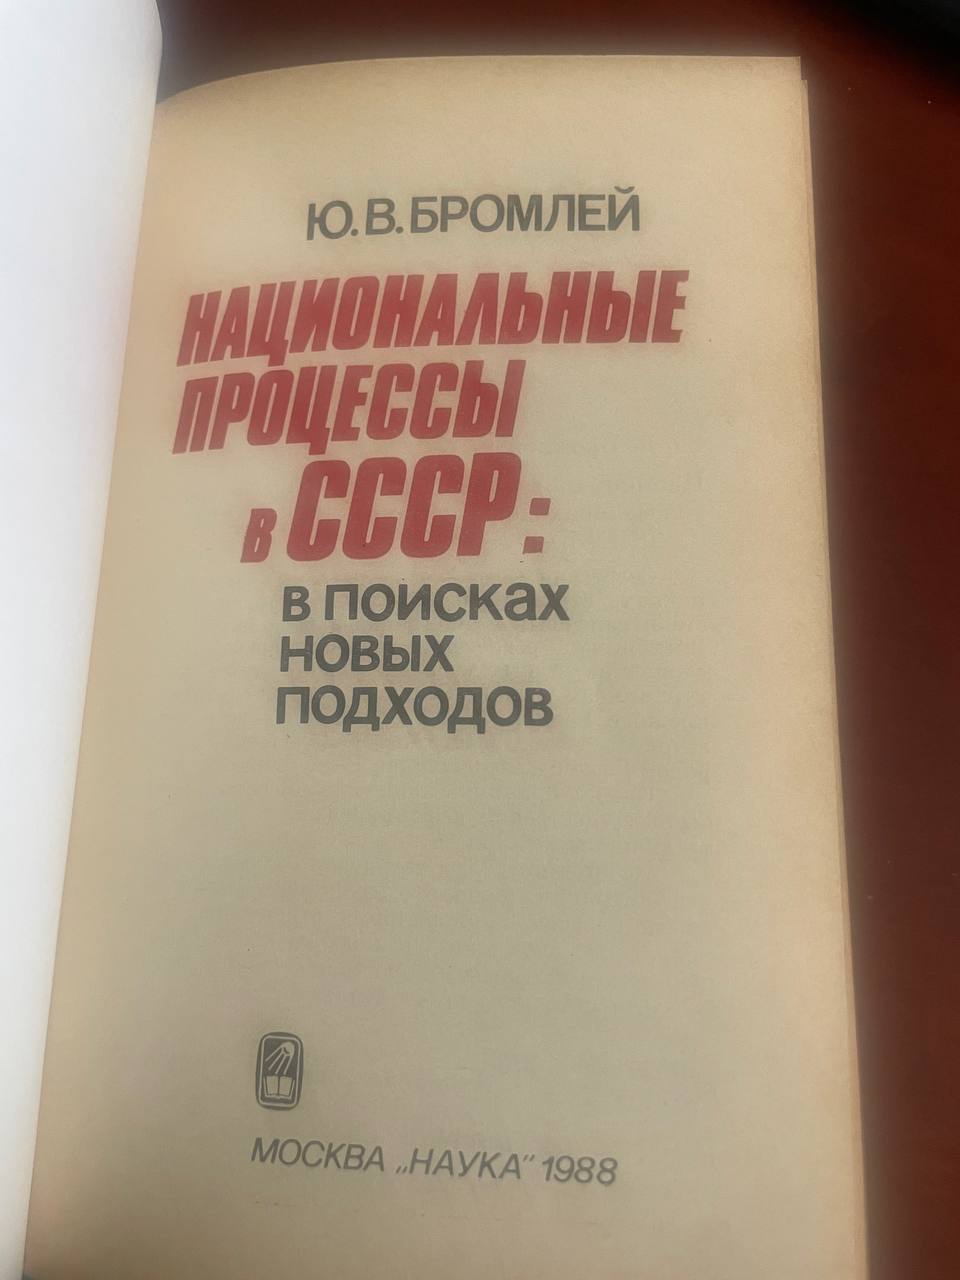 Ю.В.БРОМЛЕЙ
НАЦИОНАЛЬНЫЕ
ПРОЦЕССЫ
В СССР:
В ПОИСКАХ
НОВЫХ
ПОДХОДОВ
МОСКВА „НАУКА" 1988